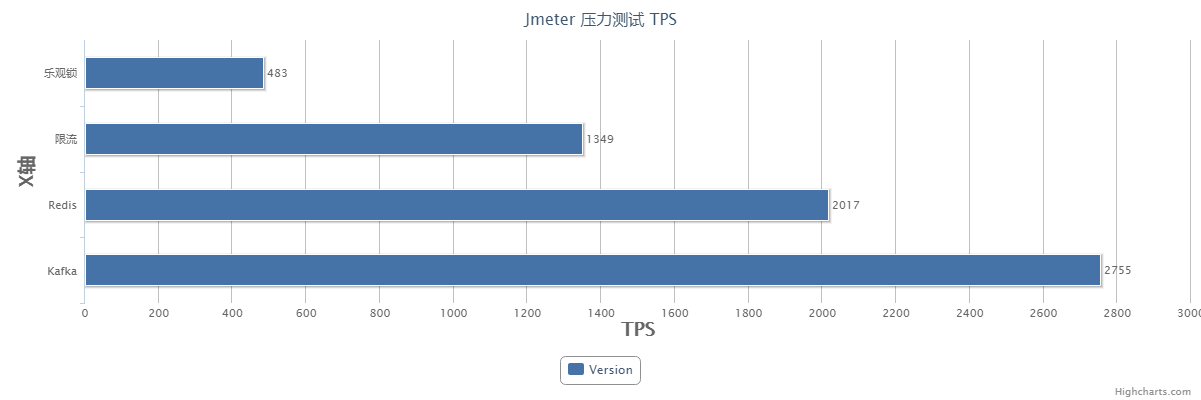 Jmeter 压力测试 TPS
乐观锁
483
限流
1349
X轴
Redis
2017
Kafka
2755
0 200 400 600 800 1000 1200 1400 1600 1800 2000 2200 2400 2600 2800 3000
TPS
Version
Highcharts.com